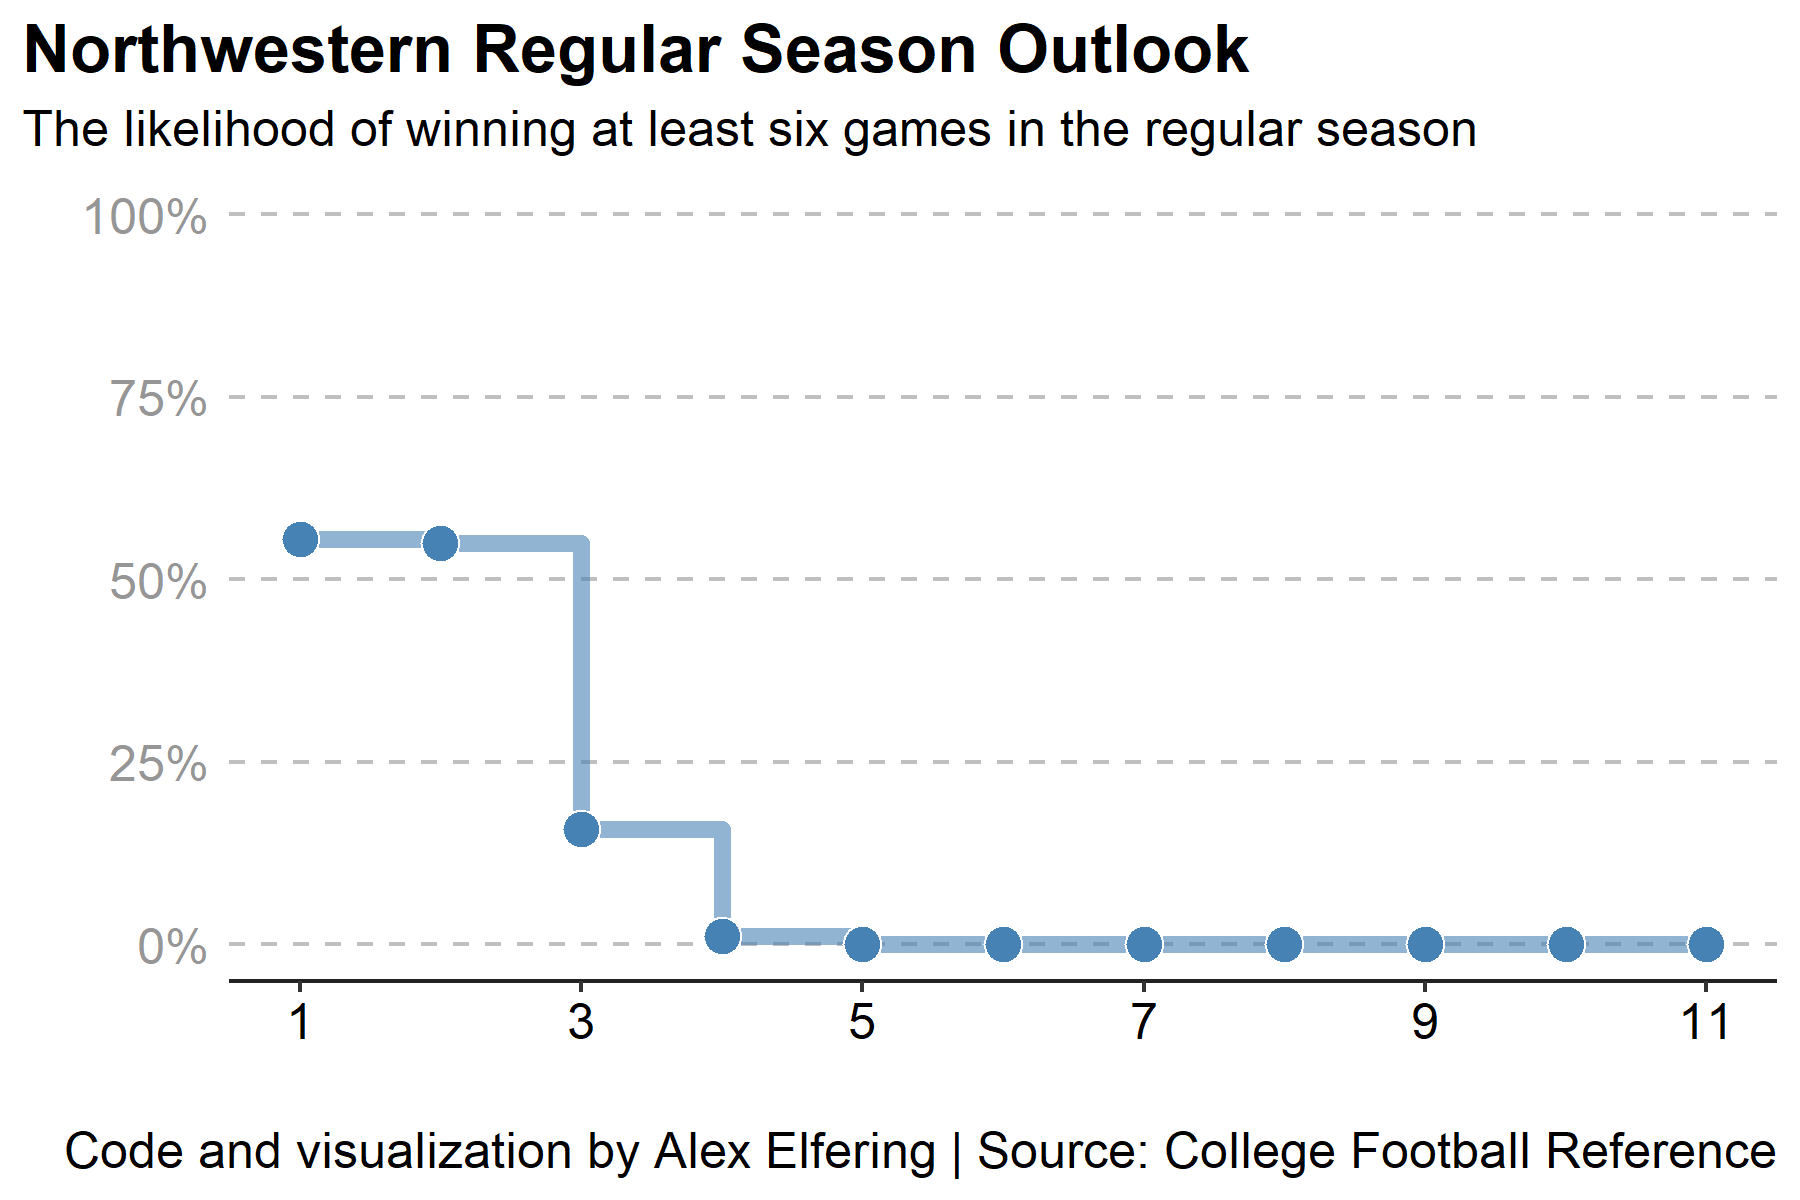 Northwestern Regular Season Outlook
The likelihood of winning at least six games in the regular season
100%
75%
50%
25%
0%
1 3 5 7 9 11
Code and visualization by Alex Elfering | Source: College Football Reference